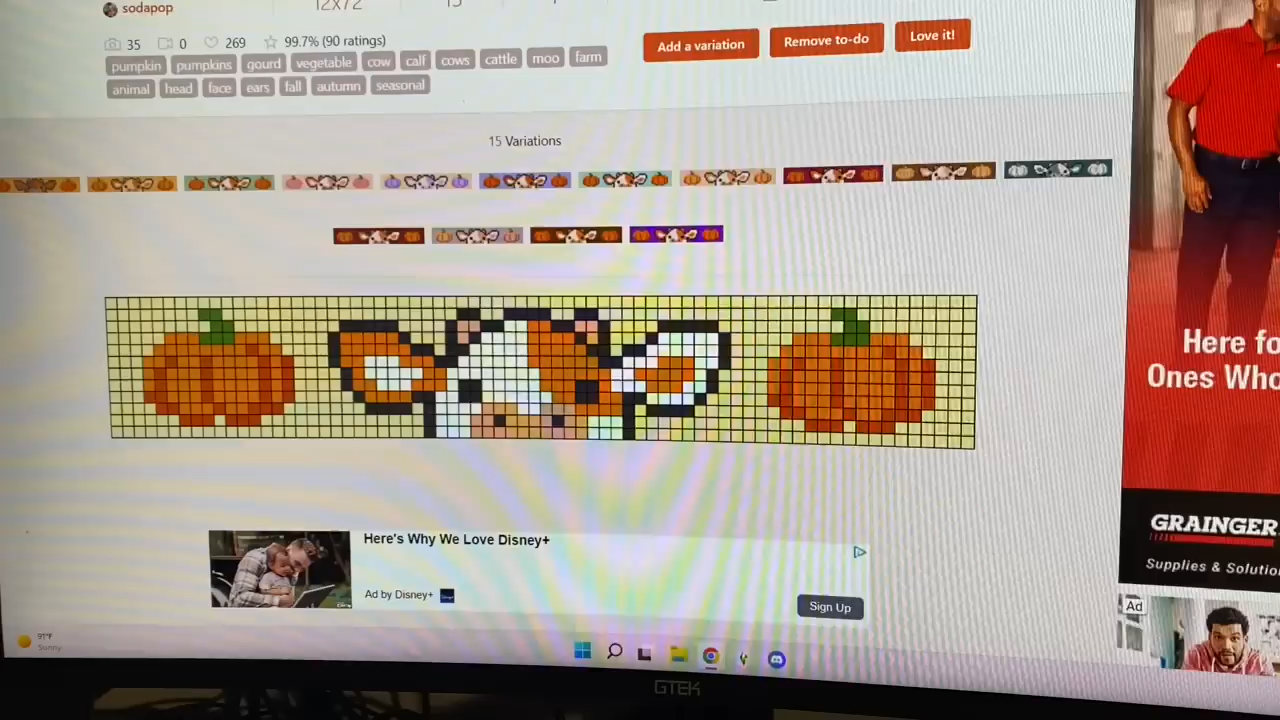 sodapop
12x72
35 0 269 99.7% (90 ratings)
pumpkin pumpkins gourd vegetable cow calf cows cattle moo farm
animal head face ears fall autumn seasonal
Add a variation Remove to-do Love it!
15 Variations
Here fo
Ones Who
GRAINGER
Supplies & Solutio
Here's Why We Love Disney+
Ad by Disney+
Sign Up
Ad
91°F
Sunny
GTEK